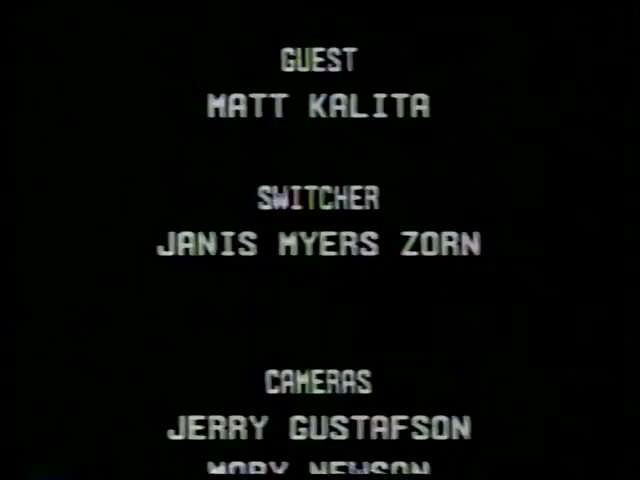 GUEST
MATT KALITA
SWITCHER
JANIS MYERS ZORN
CAMERAS
JERRY GUSTAFSON